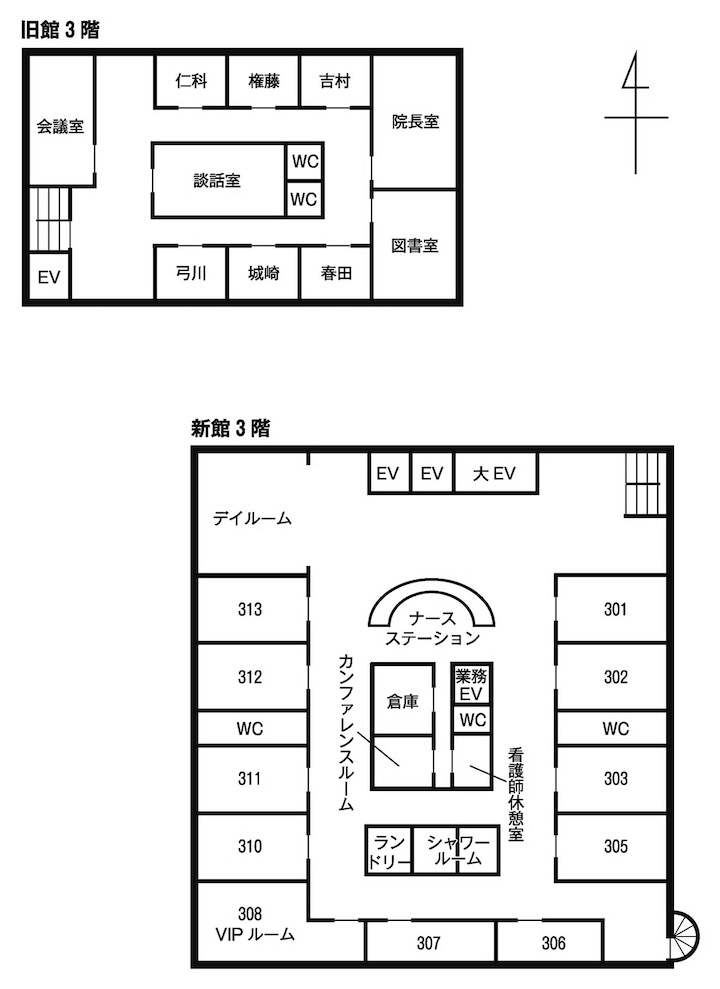 旧館3階
仁科
権藤
吉村
会議室
院長室
談話室
WC
WC
図書室
EV
弓川
城崎
春田
新館3階
EV
EV
大EV
デイルーム
ナース
ステーション
313
301
312
302
カンファレンスルーム
倉庫
業務
EV
WC
WC
WC
看護師休憩室
311
303
310
305
ラン
ドリー
シャワー
ルーム
308
VIPルーム
307
306